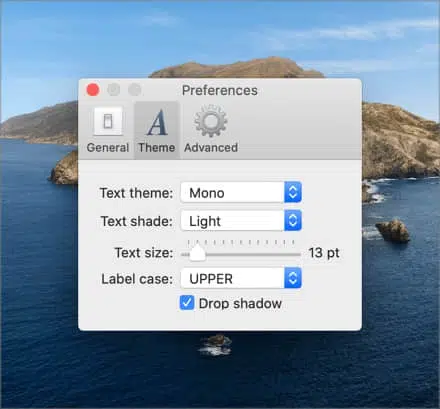 Preferences
General Theme Advanced
Text theme: Mono
Text shade: Light
Text size: 13 pt
Label case: UPPER
Drop shadow